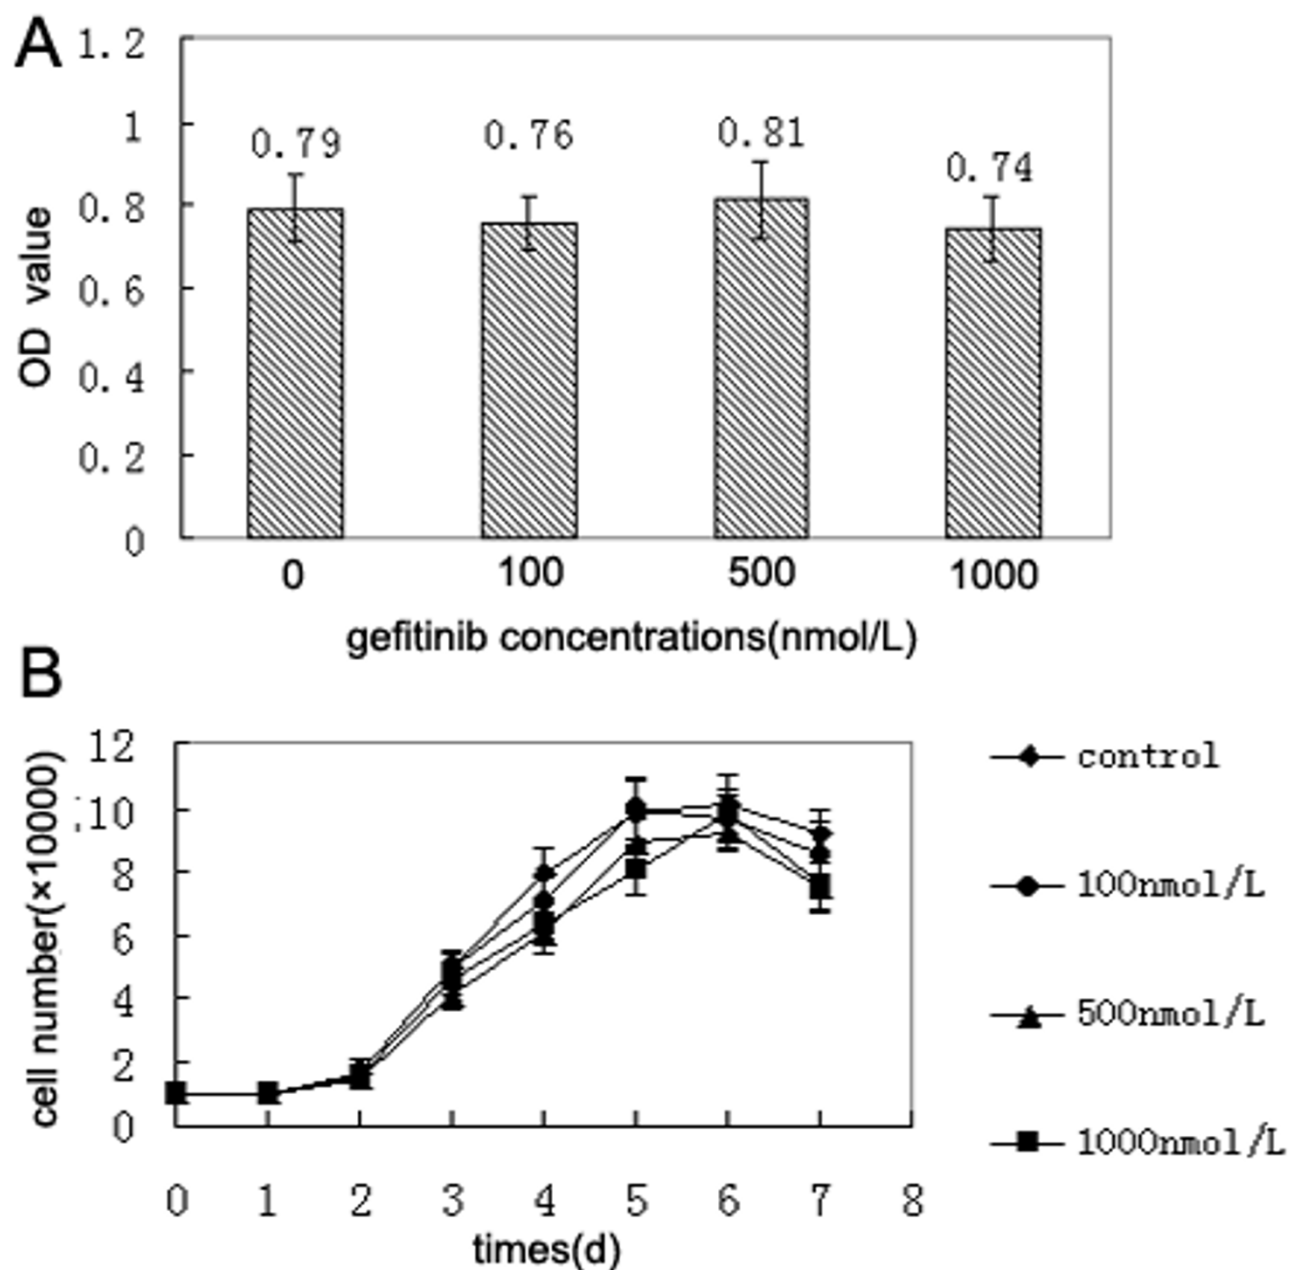 A
1.2
1
0.8
0.6
0.4
0.2
0
OD value
0.79
0.76
0.81
0.74
0 100 500 1000
gefitinib concentrations(nmol/L)
B
12
10
8
6
4
2
0
cell number(×10000)
0 1 2 3 4 5 6 7 8
times(d)
control
100nmol/L
500nmol/L
1000nmol/L